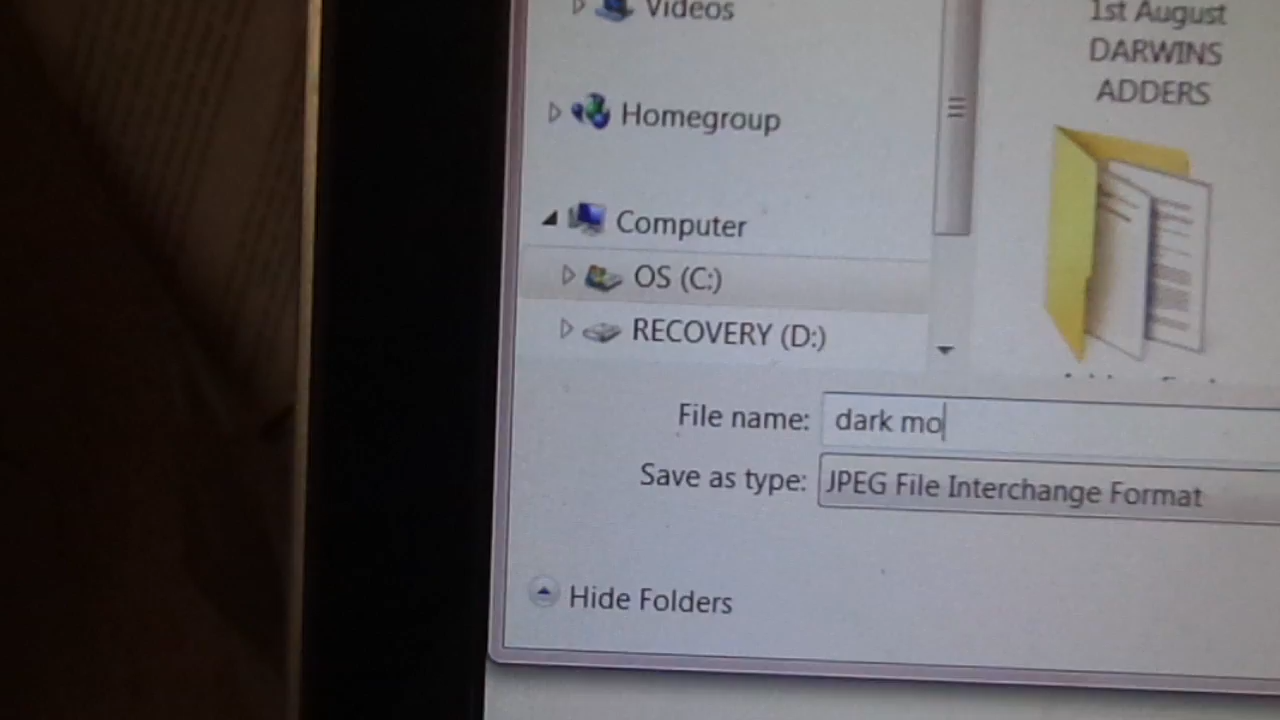 Videos
Homegroup
Computer
OS (C:)
RECOVERY (D:)
1st August
DARWINS
ADDERS
File name: dark mo
Save as type: JPEG File Interchange Format
Hide Folders